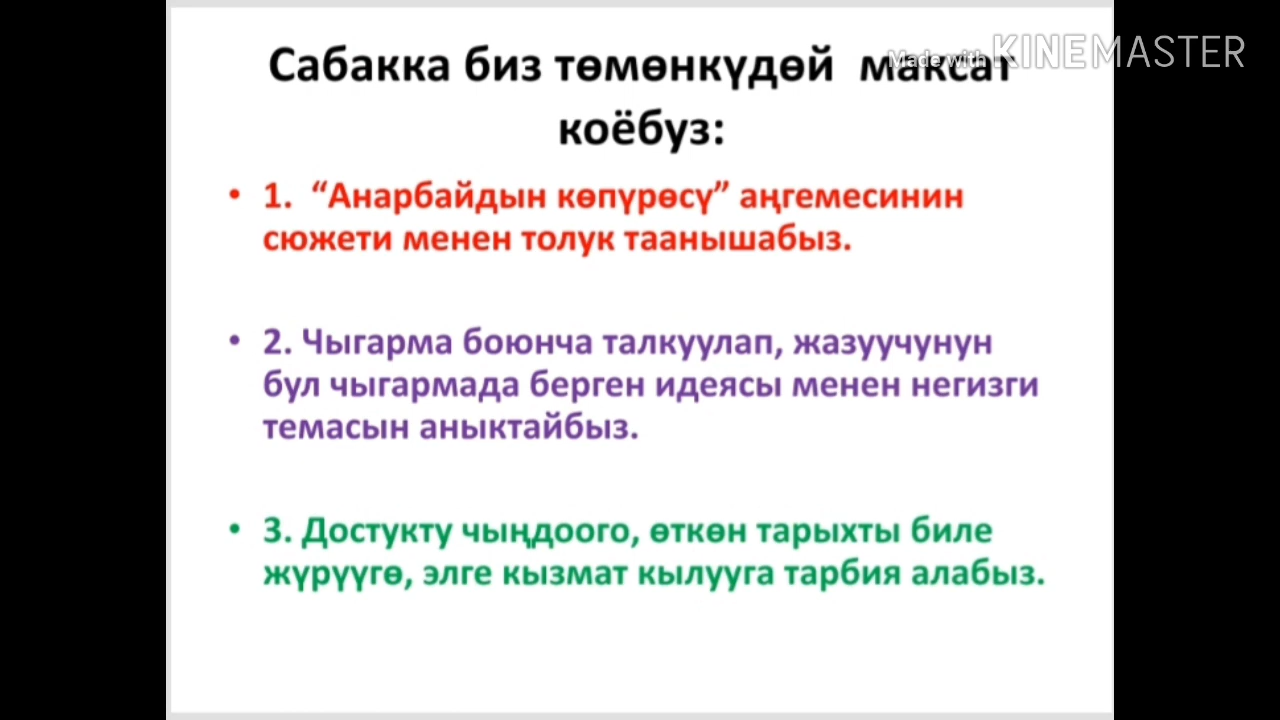 Made with KINEMASTER
Сабакка биз төмөнкүдөй максат
коёбуз:
• 1. “Анарбайдын көпүрөсү” аңгемесинин
сюжети менен толук таанышабыз.
• 2. Чыгарма боюнча талкуулап, жазуучунун
бул чыгармада берген идеясы менен негизги
темасын аныктайбыз.
• 3. Достукту чыңдоого, өткөн тарыхты биле
жүрүүгө, элге кызмат кылууга тарбия алабыз.